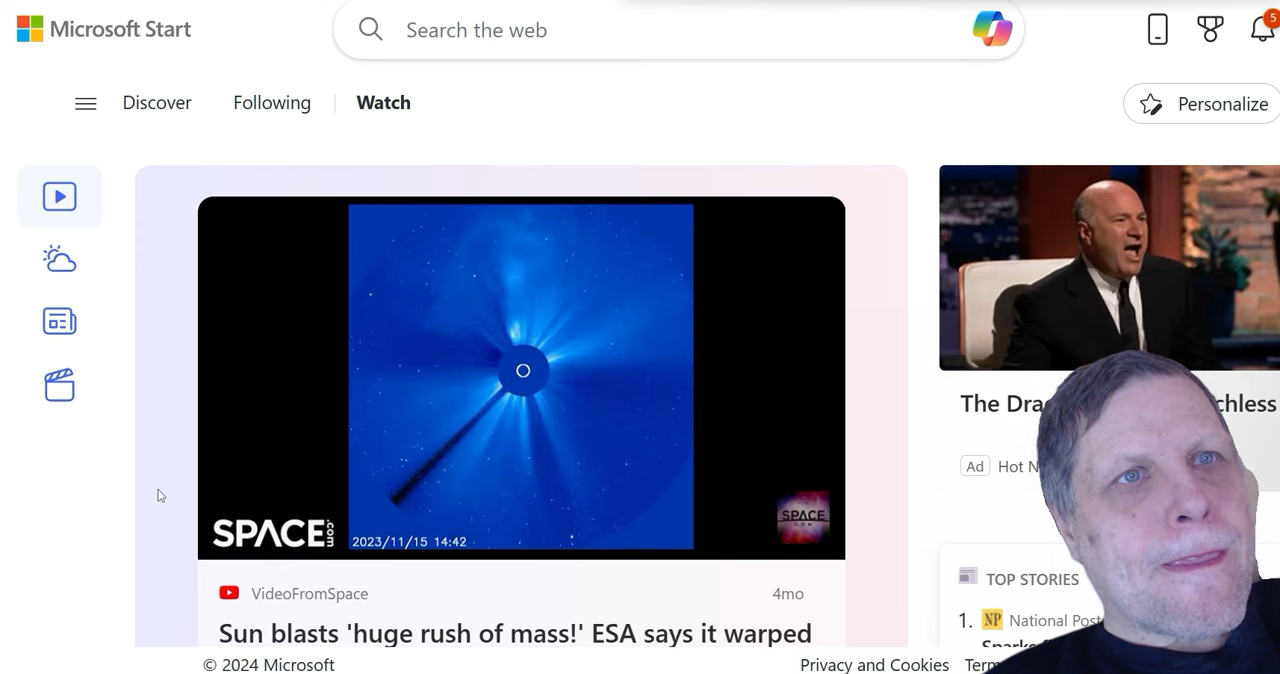 Microsoft Start
Search the web
5
Discover
Following
Watch
Personalize
SPACE.com
SPACE
.COM
2023/11/15 14:42
VideoFromSpace
4mo
Sun blasts 'huge rush of mass!' ESA says it warped
The
Ad Hot
TOP STORIES
1. NP National Post
© 2024 Microsoft
Privacy and Cookies